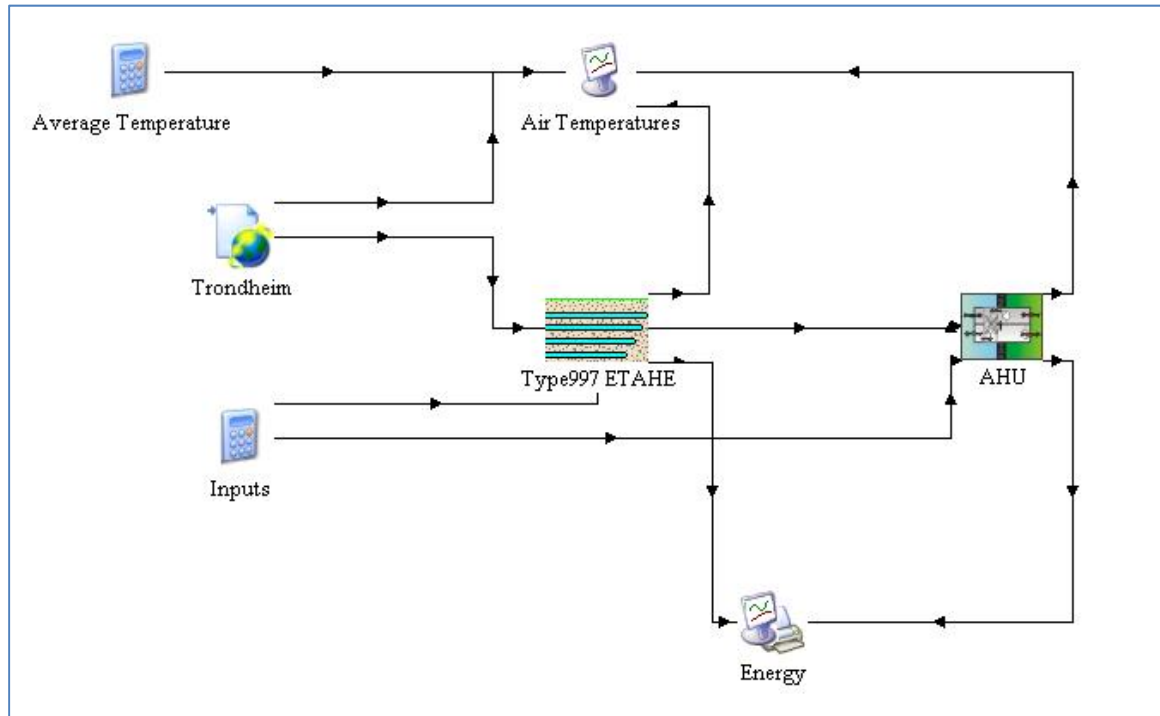 Average Temperature
Air Temperatures
Trondheim
Type997 ETAHE
AHU
Inputs
Energy